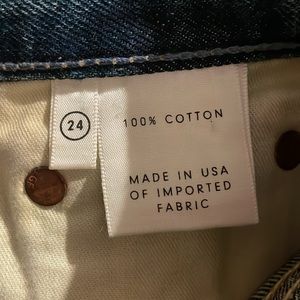 24
100% COTTON
MADE IN USA
OF IMPORTED
FABRIC